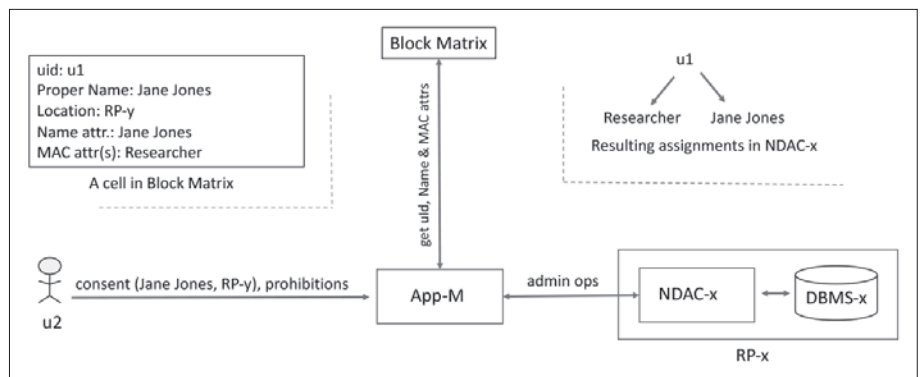 Block Matrix
uid: u1
Proper Name: Jane Jones
Location: RP-y
Name attr.: Jane Jones
MAC attr(s): Researcher
A cell in Block Matrix
u1
Researcher
Jane Jones
Resulting assignments in NDAC-x
get uId, Name & MAC attrs
u2
consent (Jane Jones, RP-y), prohibitions
App-M
admin ops
NDAC-x
DBMS-x
RP-x